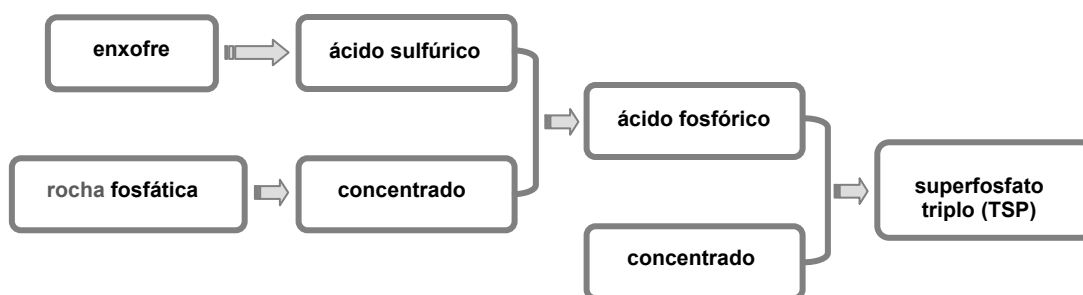 enxofre
ácido sulfúrico
ácido fosfórico
rocha fosfática
concentrado
superfosfato
triplo (TSP)
concentrado